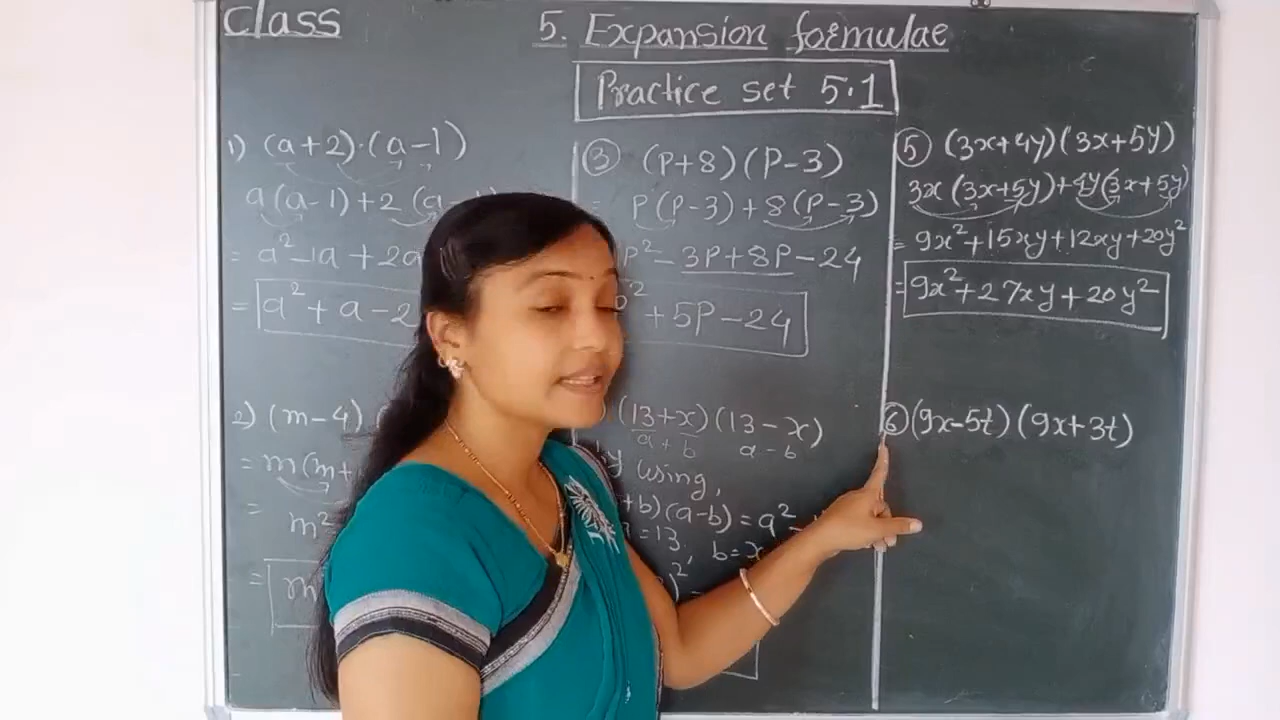 Class
5. Expansion formulae
Practice set 5.1
1) (a+2)·(a-1)
a(a-1)+2(a-1)
= a²-1a+2a
= a²+a-2
2) (m-4)
= m(m+
= m²
= m
③ (P+8)(P-3)
= P(P-3)+8(P-3)
P²-3P+8P-24
P²+5P-24
(13+x)(13-x)
a+b a-b
By using,
+b)(a-b)=a²-
=13, b=x
)²-
⑤ (3x+4y)(3x+5y)
3x(3x+5y)+4y(3x+5y)
= 9x²+15xy+12xy+20y²
= 9x²+27xy+20y²
⑥ (9x-5t)(9x+3t)